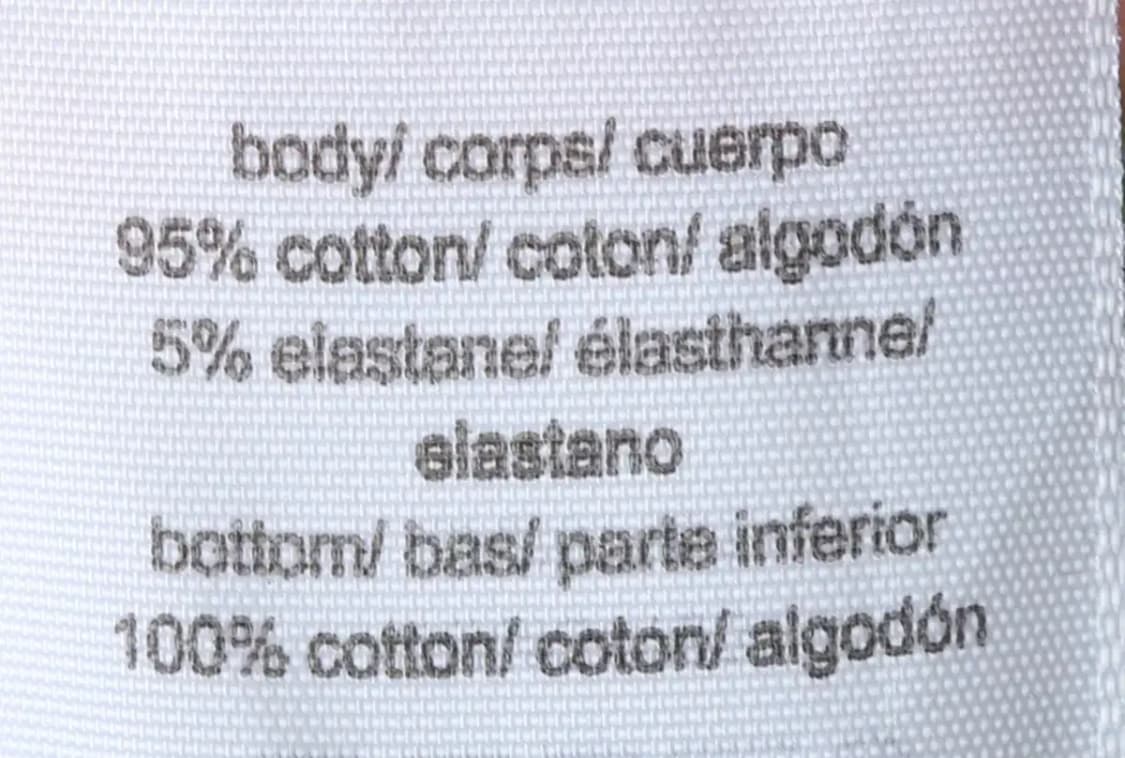 body/ corps/ cuerpo
95% cotton/ coton/ algodón
5% elastane/ élasthanne/
elastano
bottom/ bas/ parte inferior
100% cotton/ coton/ algodón